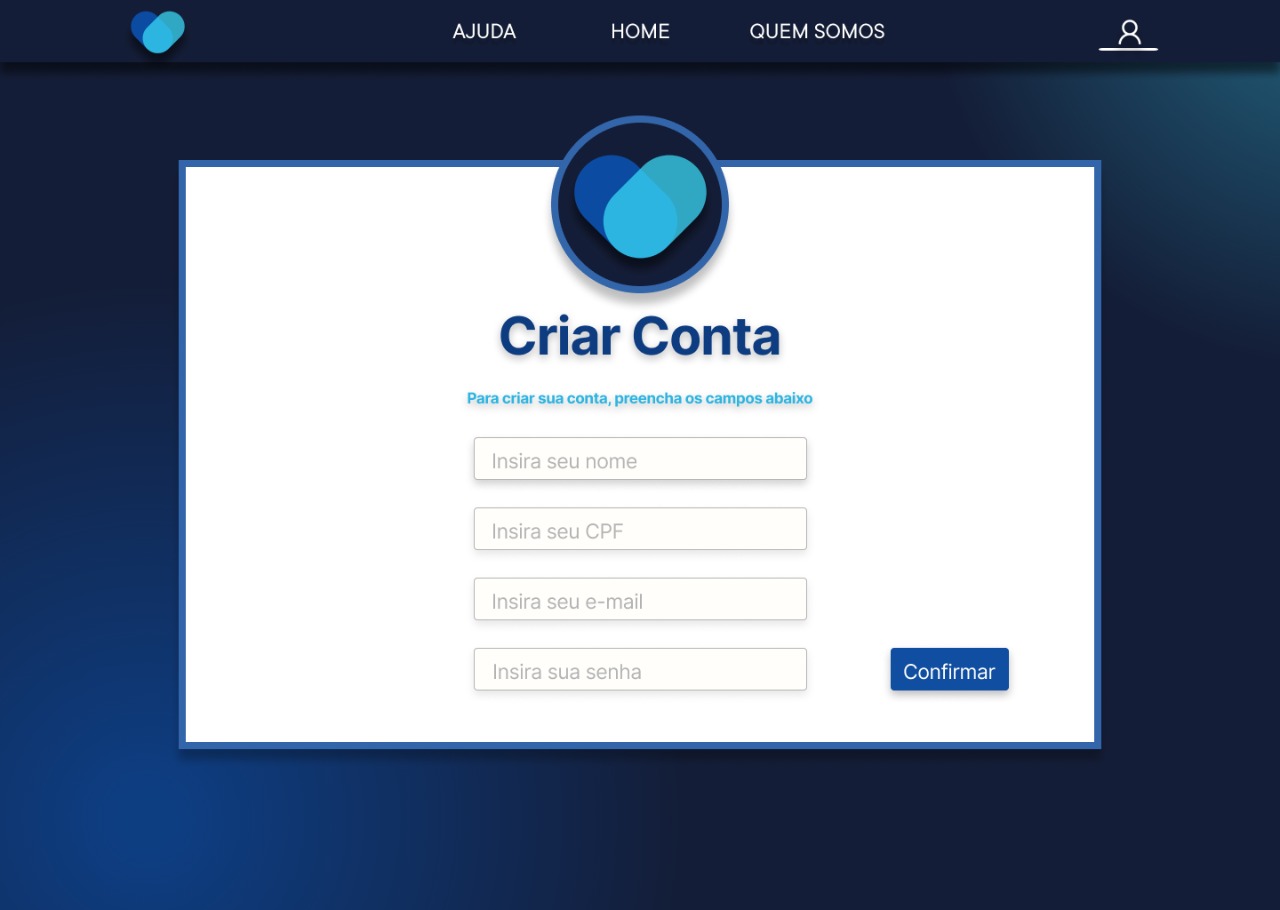 AJUDA
HOME
QUEM SOMOS
Criar Conta
Para criar sua conta, preencha os campos abaixo
Insira seu nome
Insira seu CPF
Insira seu e-mail
Insira sua senha
Confirmar